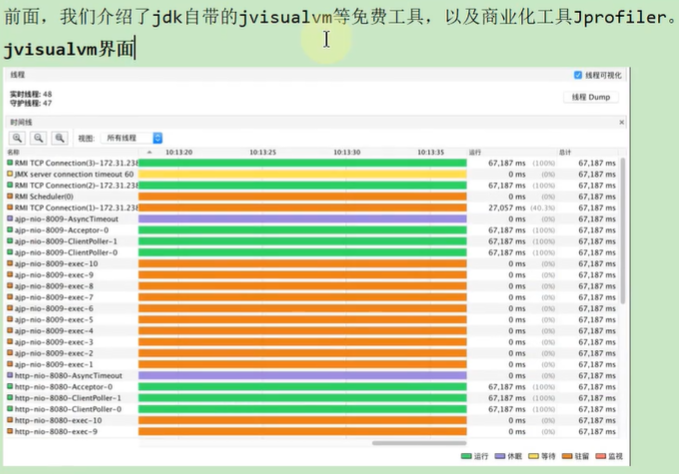 前面，我们介绍了jdk自带的jvisualvm等免费工具，以及商业化工具Jprofiler。
jvisualvm界面
线程
线程可视化
实时线程: 48
守护线程: 47
线程 Dump
时间线
视图: 所有线程
名称 10:13:20 10:13:25 10:13:30 10:13:35 运行 总计
RMI TCP Connection(3)-172.31.238 67,187 ms (100%) 67,187 ms
JMX server connection timeout 60 0 ms (0%) 67,187 ms
RMI TCP Connection(2)-172.31.238 67,187 ms (100%) 67,187 ms
RMI Scheduler(0) 0 ms (0%) 67,187 ms
RMI TCP Connection(1)-172.31.238 27,057 ms (40.3%) 67,187 ms
ajp-nio-8009-AsyncTimeout 0 ms (0%) 67,187 ms
ajp-nio-8009-Acceptor-0 67,187 ms (100%) 67,187 ms
ajp-nio-8009-ClientPoller-1 67,187 ms (100%) 67,187 ms
ajp-nio-8009-ClientPoller-0 67,187 ms (100%) 67,187 ms
ajp-nio-8009-exec-10 0 ms (0%) 67,187 ms
ajp-nio-8009-exec-9 0 ms (0%) 67,187 ms
ajp-nio-8009-exec-8 0 ms (0%) 67,187 ms
ajp-nio-8009-exec-7 0 ms (0%) 67,187 ms
ajp-nio-8009-exec-6 0 ms (0%) 67,187 ms
ajp-nio-8009-exec-5 0 ms (0%) 67,187 ms
ajp-nio-8009-exec-4 0 ms (0%) 67,187 ms
ajp-nio-8009-exec-3 0 ms (0%) 67,187 ms
ajp-nio-8009-exec-2 0 ms (0%) 67,187 ms
ajp-nio-8009-exec-1 0 ms (0%) 67,187 ms
http-nio-8080-AsyncTimeout 0 ms (0%) 67,187 ms
http-nio-8080-Acceptor-0 67,187 ms (100%) 67,187 ms
http-nio-8080-ClientPoller-1 67,187 ms (100%) 67,187 ms
http-nio-8080-ClientPoller-0 67,187 ms (100%) 67,187 ms
http-nio-8080-exec-10 0 ms (0%) 67,187 ms
http-nio-8080-exec-9 0 ms (0%) 67,187 ms
运行 休眠 等待 驻留 监视